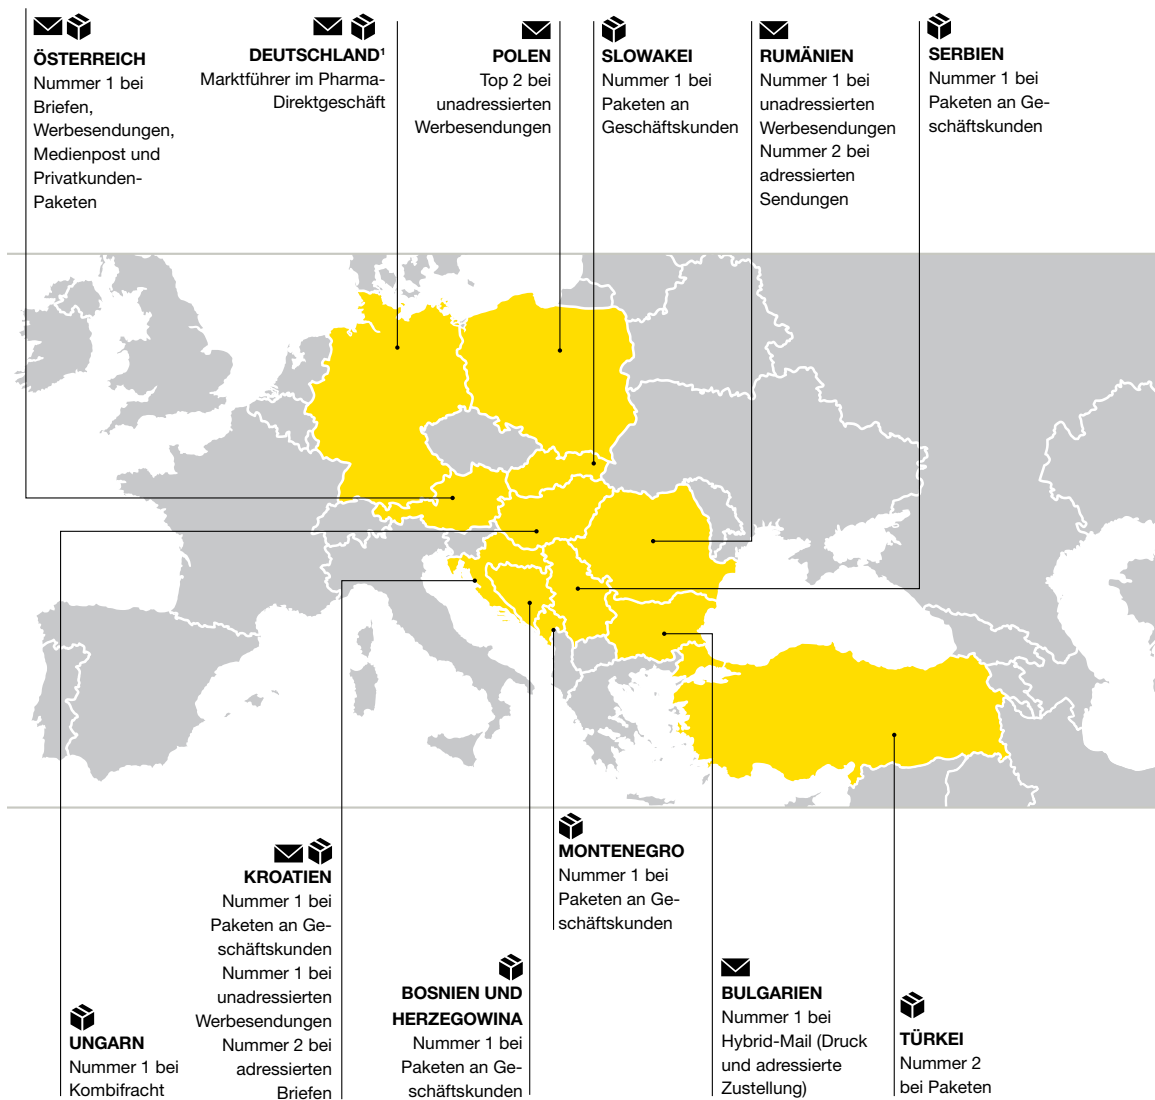 ÖSTERREICH
Nummer 1 bei
Briefen,
Werbesendungen,
Medienpost und
Privatkunden-
Paketen
DEUTSCHLAND¹
Marktführer im Pharma-
Direktgeschäft
POLEN
Top 2 bei
unadressierten
Werbesendungen
SLOWAKEI
Nummer 1 bei
Paketen an
Geschäftskunden
RUMÄNIEN
Nummer 1 bei
unadressierten
Werbesendungen
Nummer 2 bei
adressierten
Sendungen
SERBIEN
Nummer 1 bei
Paketen an Ge-
schäftskunden
UNGARN
Nummer 1 bei
Kombifracht
KROATIEN
Nummer 1 bei
Paketen an Ge-
schäftskunden
Nummer 1 bei
unadressierten
Werbesendungen
Nummer 2 bei
adressierten
Briefen
BOSNIEN UND
HERZEGOWINA
Nummer 1 bei
Paketen an Ge-
schäftskunden
MONTENEGRO
Nummer 1 bei
Paketen an Ge-
schäftskunden
BULGARIEN
Nummer 1 bei
Hybrid-Mail (Druck
und adressierte
Zustellung)
TÜRKEI
Nummer 2
bei Paketen